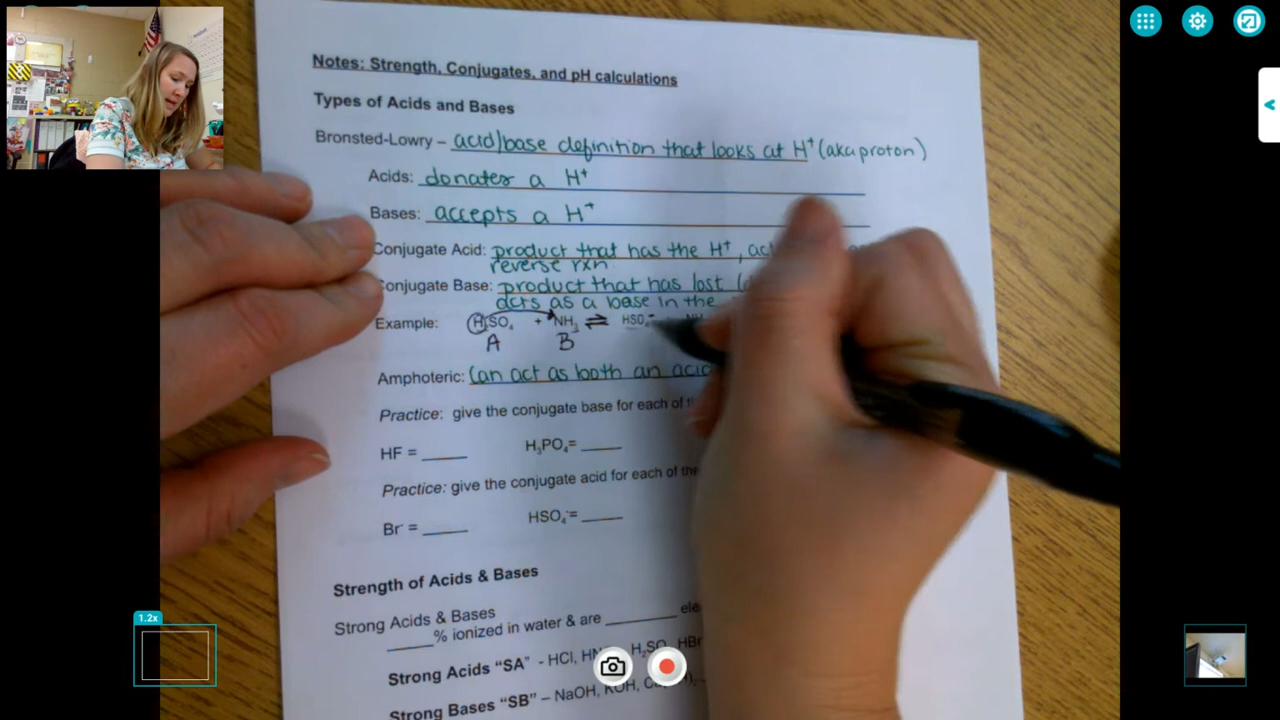 Notes: Strength, Conjugates, and pH calculations
Types of Acids and Bases
Bronsted-Lowry – acid/base definition that looks at H⁺ (aka proton)
Acids: donates a H⁺
Bases: accepts a H⁺
Conjugate Acid: product that has the H⁺,
reverse rxn
Conjugate Base: product that has lost
acts as a base in the
Example: H₂SO₄ + NH₃ ⇌ HSO₄⁻
A B
Amphoteric: can act as both an acid
Practice: give the conjugate base for each of
HF = ____ H₃PO₄= ____
Practice: give the conjugate acid for each of the
Br⁻ = ____ HSO₄⁻= ____
Strength of Acids & Bases
Strong Acids & Bases
____% ionized in water & are ____
Strong Acids “SA” - HCl, H₂SO₄, HBr
Strong Bases “SB” – NaOH, KOH,
1.2x